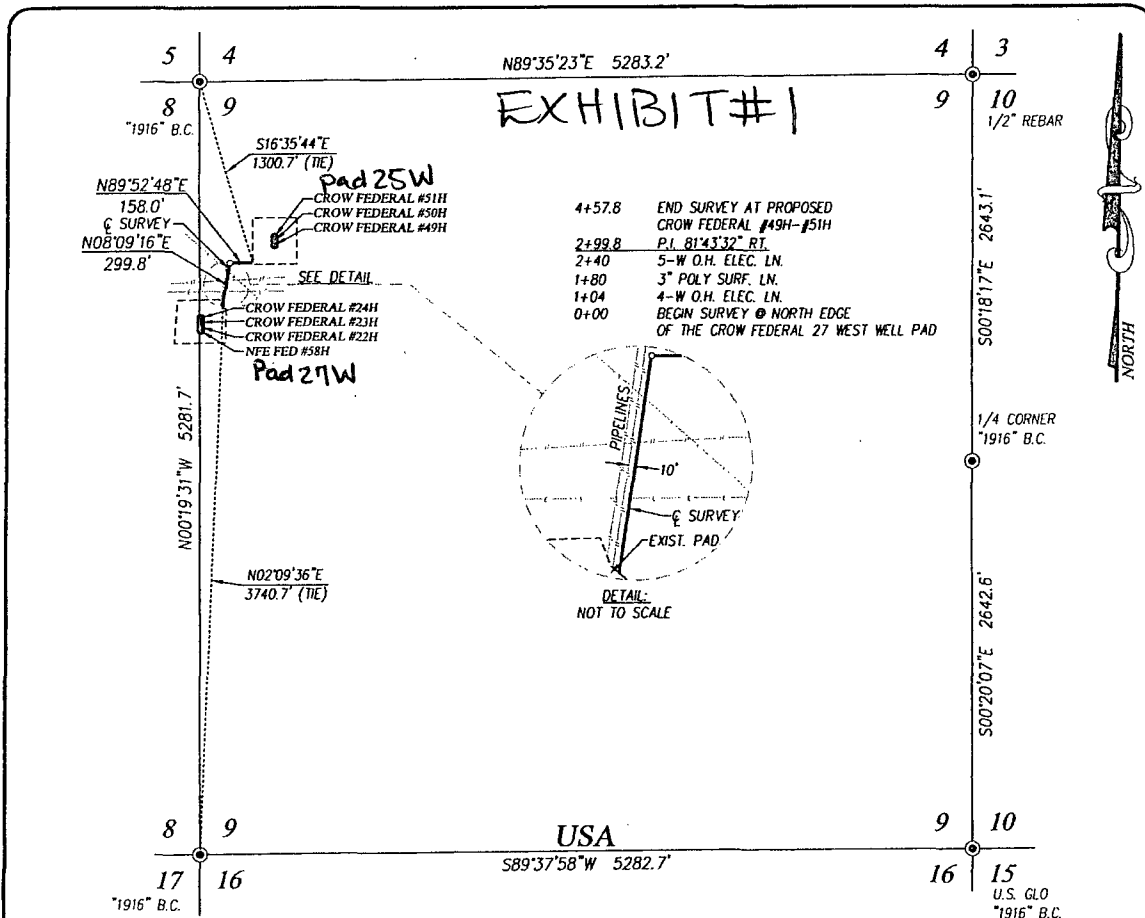 5 4
4 3
N89°35'23"E 5283.2'
EXHIBIT #1
8 9
9 10
"1916" B.C.
1/2" REBAR
S16°35'44"E
1300.7' (TIE)
Pad 25W
N89°52'48"E
158.0'
CROW FEDERAL #51H
CROW FEDERAL #50H
CROW FEDERAL #49H
℄ SURVEY
N08°09'16"E
299.8'
SEE DETAIL
4+57.8 END SURVEY AT PROPOSED
CROW FEDERAL #49H-#51H
2+99.8 P.I. 81°43'32" RT.
2+40 5-W O.H. ELEC. LN.
1+80 3" POLY SURF. LN.
1+04 4-W O.H. ELEC. LN.
0+00 BEGIN SURVEY @ NORTH EDGE
OF THE CROW FEDERAL 27 WEST WELL PAD
S00°18'17"E 2643.1'
NORTH
CROW FEDERAL #24H
CROW FEDERAL #23H
CROW FEDERAL #22H
NFE FED #58H
Pad 27W
N00°19'31"W 5281.7'
PIPELINES
10'
℄ SURVEY
EXIST. PAD
DETAIL:
NOT TO SCALE
1/4 CORNER
"1916" B.C.
N02°09'36"E
3740.7' (TIE)
S00°20'07"E 2642.6'
8 9
USA
9 10
S89°37'58"W 5282.7'
17 16
16 15
"1916" B.C.
U.S. GLO
"1916" B.C.